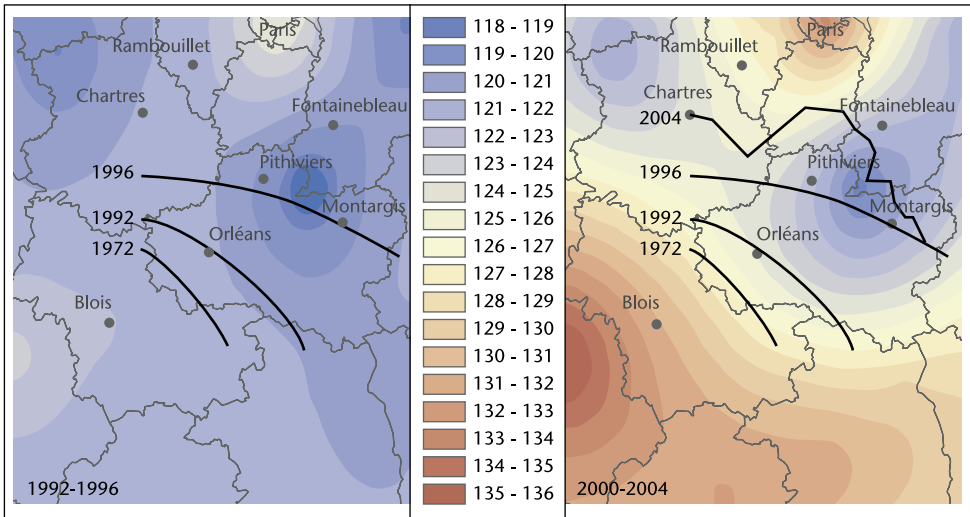 Paris
Rambouillet
Chartres
Fontainebleau
1996
Pithiviers
Montargis
1992
Orléans
1972
Blois
1992-1996
118 - 119
119 - 120
120 - 121
121 - 122
122 - 123
123 - 124
124 - 125
125 - 126
126 - 127
127 - 128
128 - 129
129 - 130
130 - 131
131 - 132
132 - 133
133 - 134
134 - 135
135 - 136
Paris
Rambouillet
Chartres
2004
Fontainebleau
1996
Pithiviers
Montargis
1992
Orléans
1972
Blois
2000-2004